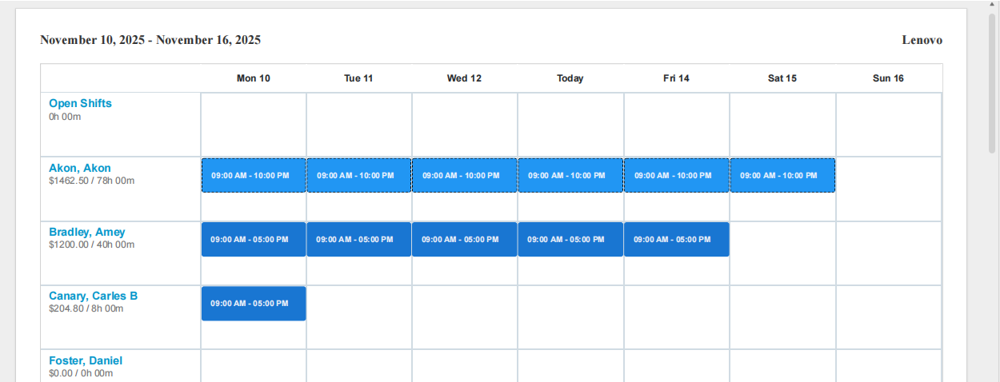 November 10, 2025 - November 16, 2025 Lenovo
Mon 10 Tue 11 Wed 12 Today Fri 14 Sat 15 Sun 16
Open Shifts
0h 00m
Akon, Akon
$1462.50 / 78h 00m
09:00 AM - 10:00 PM 09:00 AM - 10:00 PM 09:00 AM - 10:00 PM 09:00 AM - 10:00 PM 09:00 AM - 10:00 PM 09:00 AM - 10:00 PM
Bradley, Amey
$1200.00 / 40h 00m
09:00 AM - 05:00 PM 09:00 AM - 05:00 PM 09:00 AM - 05:00 PM 09:00 AM - 05:00 PM 09:00 AM - 05:00 PM
Canary, Carles B
$204.80 / 8h 00m
09:00 AM - 05:00 PM
Foster, Daniel
$0.00 / 0h 00m